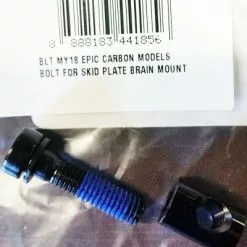 8 888183 441856
BLT MY18 EPIC CARBON MODELS
BOLT FOR SKID PLATE BRAIN MOUNT